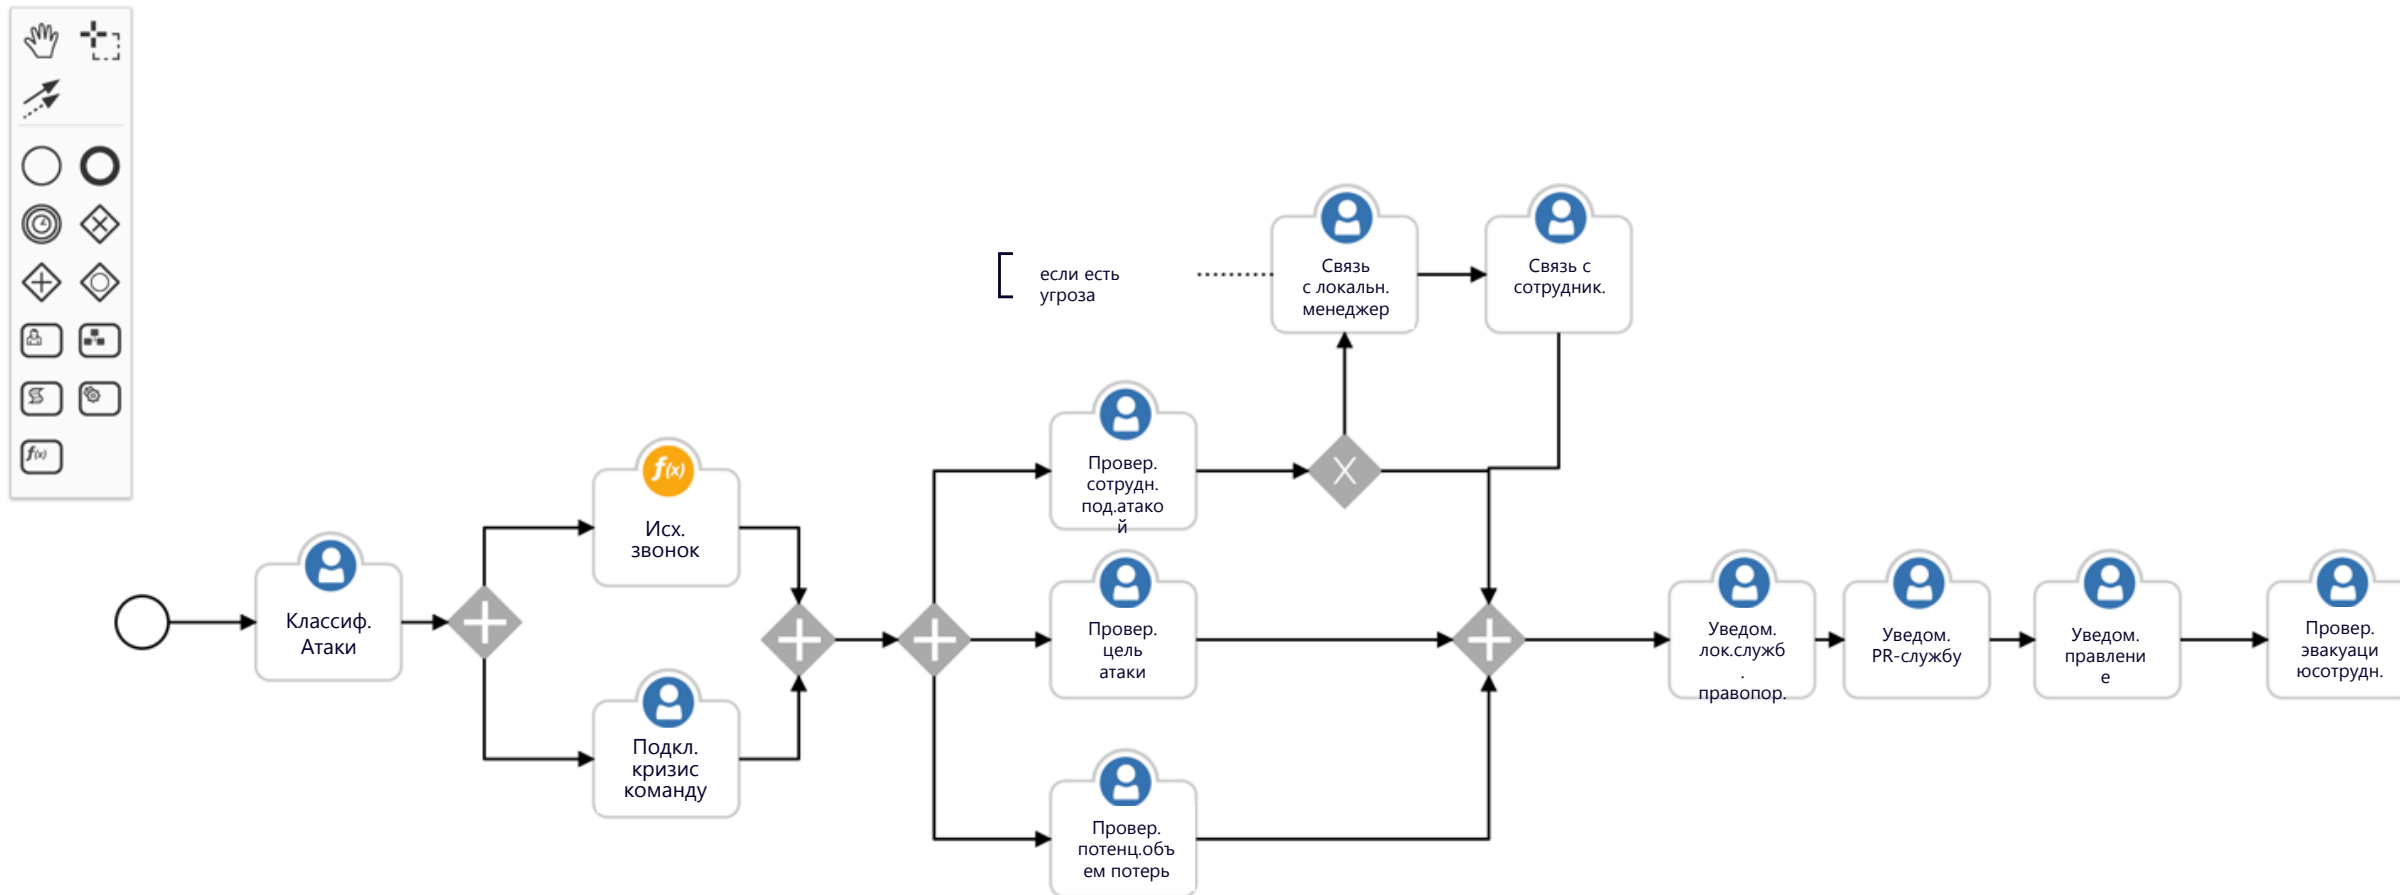 если есть
угроза
Связь
с локальн.
менеджер
Связь с
сотрудник.
f(x)
f(x)
Исх.
звонок
Провер.
сотрудн.
под.атако
й
X
Классиф.
Атаки
Подкл.
кризис
команду
Провер.
цель
атаки
Провер.
потенц.объ
ем потерь
Уведом.
лок.служб
.
правопор.
Уведом.
PR-службу
Уведом.
правлени
е
Провер.
эвакуаци
юсотрудн.